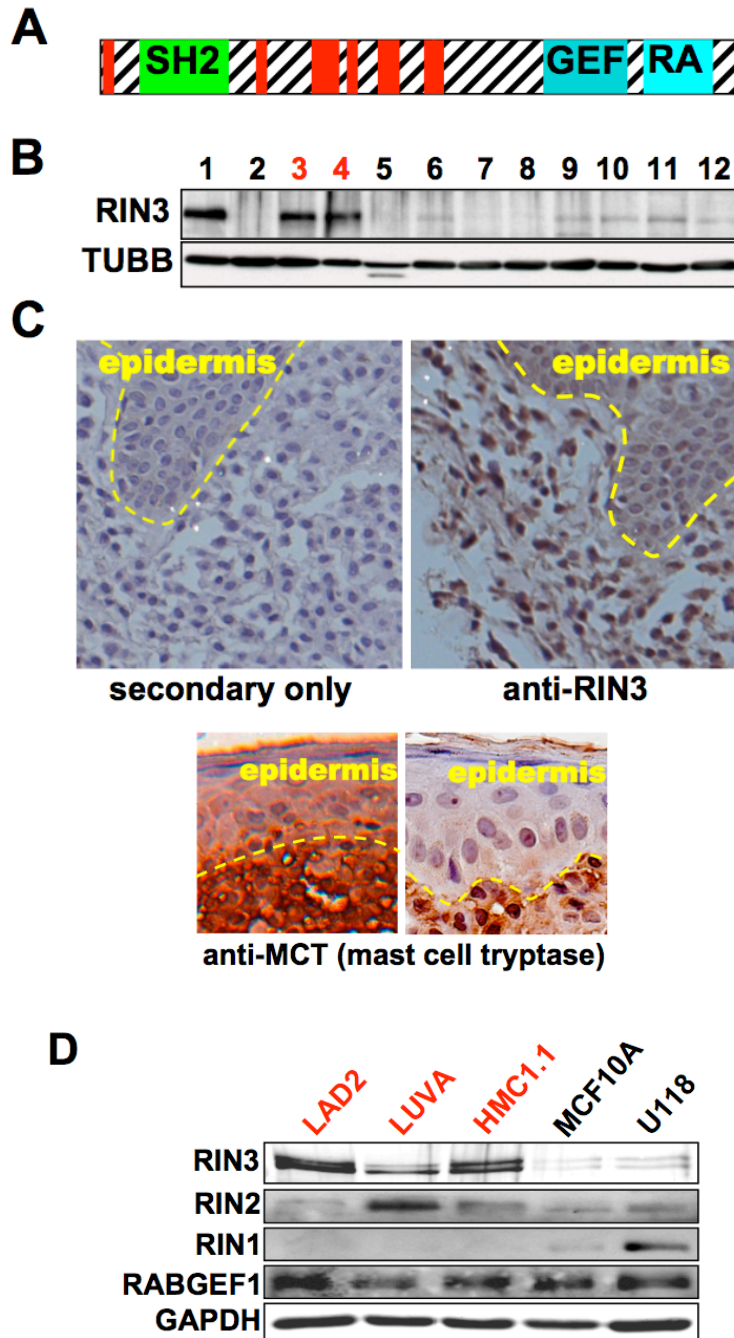 A
SH2 GEF RA
B
1 2 3 4 5 6 7 8 9 10 11 12
RIN3
TUBB
C
epidermis epidermis
secondary only anti-RIN3
epidermis epidermis
anti-MCT (mast cell tryptase)
D
LAD2 LUVA HMC1.1 MCF10A U118
RIN3
RIN2
RIN1
RABGEF1
GAPDH